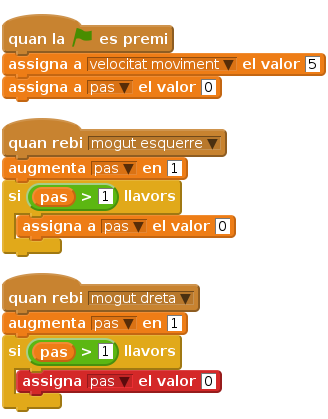 quan la es premi
assigna a velocitat moviment el valor 5
assigna a pas el valor 0
quan rebi mogut esquerre
augmenta pas en 1
si pas > 1 llavors
assigna a pas el valor 0
quan rebi mogut dreta
augmenta pas en 1
si pas > 1 llavors
assigna pas el valor 0